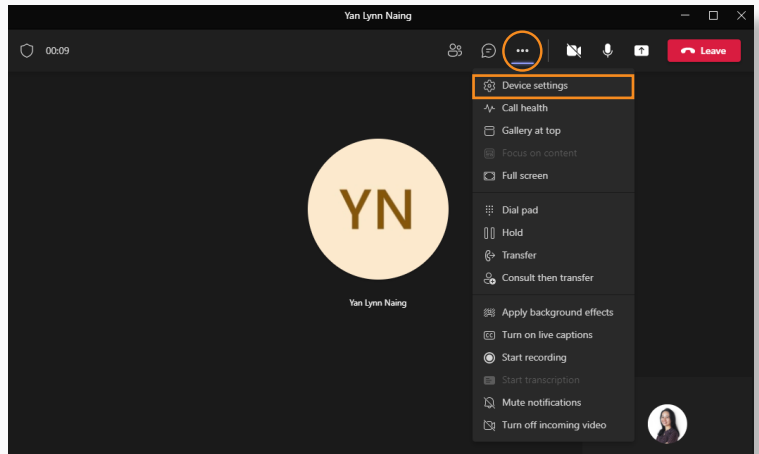 Yan Lynn Naing
00:09
Leave
Device settings
Call health
Gallery at top
Focus on content
Full screen
YN
Dial pad
Hold
Transfer
Consult then transfer
Yan Lynn Naing
Apply background effects
CC Turn on live captions
Start recording
Start transcription
Mute notifications
Turn off incoming video